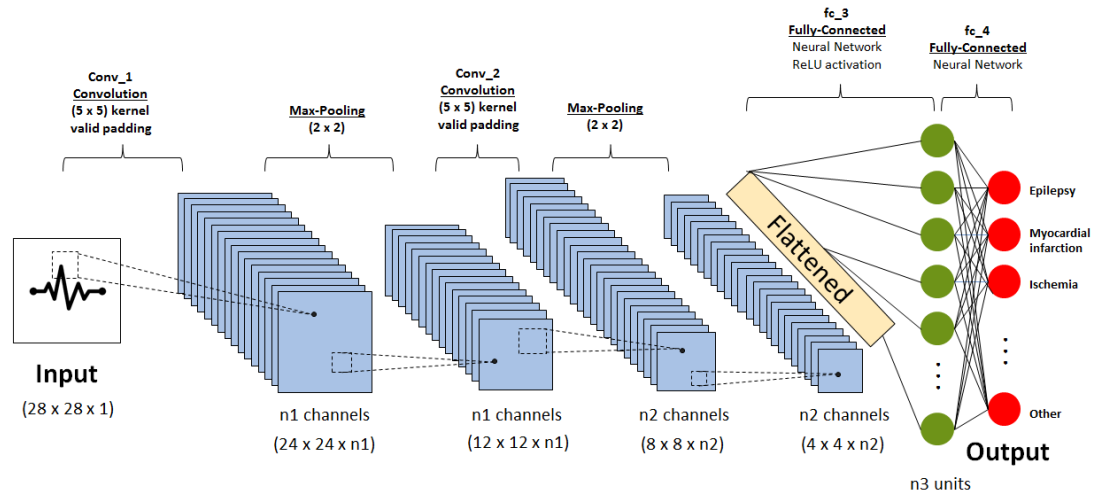 fc_3
Fully-Connected
Neural Network
ReLU activation
fc_4
Fully-Connected
Neural Network
Conv_1
Convolution
(5 x 5) kernel
valid padding
Max-Pooling
(2 x 2)
Conv_2
Convolution
(5 x 5) kernel
valid padding
Max-Pooling
(2 x 2)
Flattened
Epilepsy
Myocardial
infarction
Ischemia
Other
Input
(28 x 28 x 1)
n1 channels
(24 x 24 x n1)
n1 channels
(12 x 12 x n1)
n2 channels
(8 x 8 x n2)
n2 channels
(4 x 4 x n2)
Output
n3 units